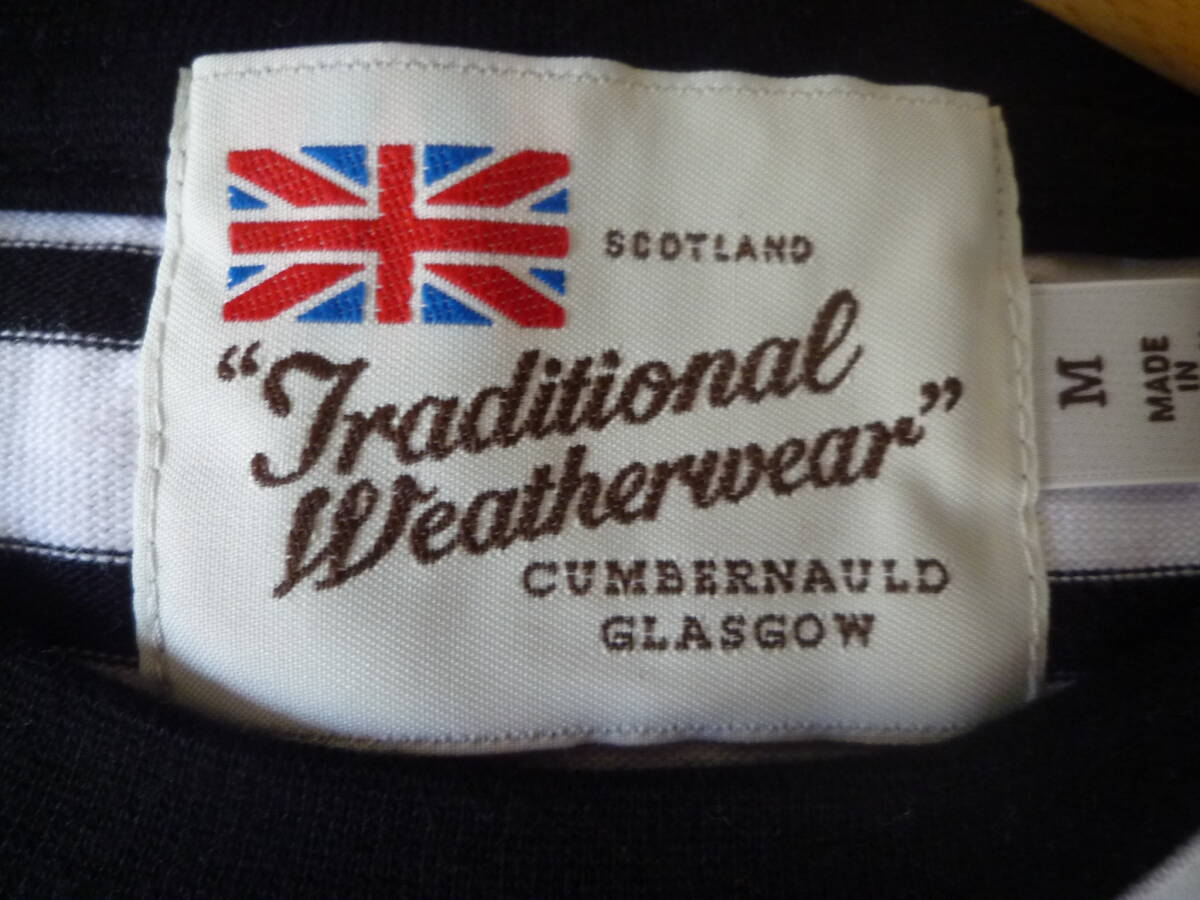 SCOTLAND
“Traditional
Weatherwear”
CUMBERNAULD
GLASGOW
M
MADE
IN